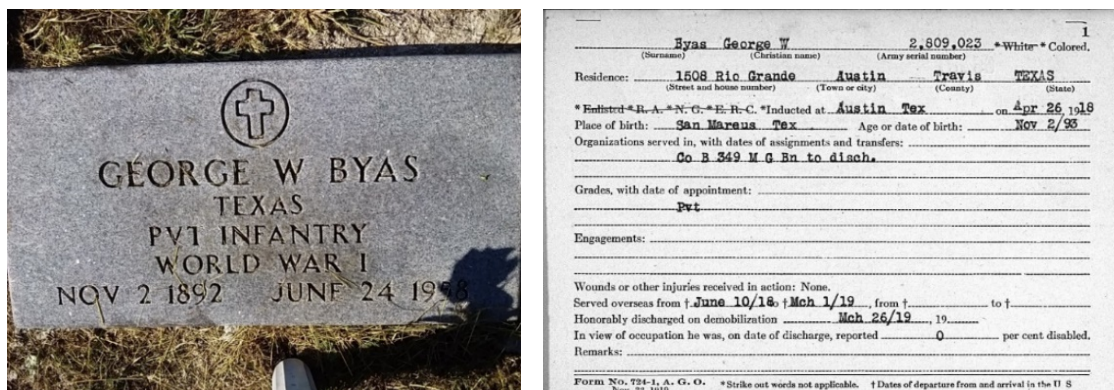 GEORGE W BYAS
TEXAS
PVT INFANTRY
WORLD WAR I
NOV 2 1892 JUNE 24 1958
1
Byas George W 2,809,023 *White *Colored.
(Surname) (Christian name) (Army serial number)
Residence: 1508 Rio Grande Austin Travis TEXAS
(Street and house number) (Town or city) (County) (State)
*Enlisted *R. A. *N. G. *E. R. C. *Inducted at Austin Tex on Apr 26, 1918
Place of birth: San Marcus Tex Age or date of birth: Nov 2/93
Organizations served in, with dates of assignments and transfers:
Co B 349 M G Bn to disch.
Grades, with date of appointment:
Pvt
Engagements:
Wounds or other injuries received in action: None.
Served overseas from † June 10/18 to † Mch 1/19, from † to †
Honorably discharged on demobilization Mch 26/19, 19
In view of occupation he was, on date of discharge, reported 0 per cent disabled.
Remarks:
Form No. 724-1, A. G. O. *Strike out words not applicable. † Dates of departure from and arrival in the U S